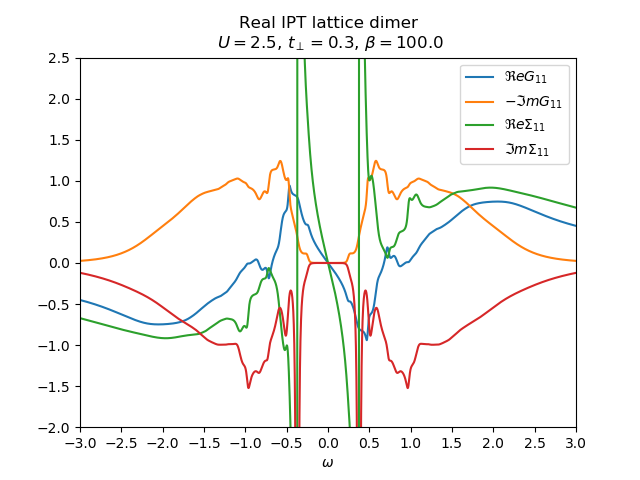 Real IPT lattice dimer
U = 2.5, t⊥ = 0.3, β = 100.0
ℜeG₁₁
−ℑmG₁₁
ℜeΣ₁₁
ℑmΣ₁₁
2.5
2.0
1.5
1.0
0.5
0.0
−0.5
−1.0
−1.5
−2.0
−3.0 −2.5 −2.0 −1.5 −1.0 −0.5 0.0 0.5 1.0 1.5 2.0 2.5 3.0
ω